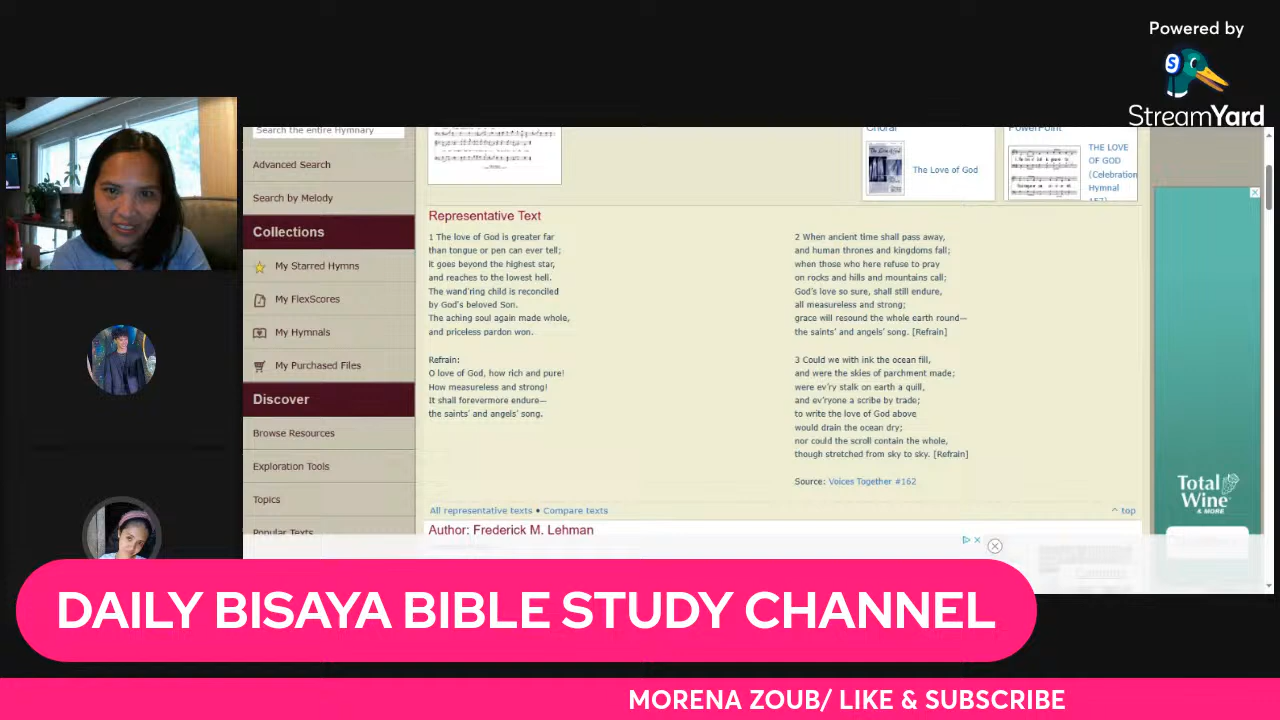 Powered by
StreamYard
Search the entire Hymnary
Advanced Search
Search by Melody
Collections
My Starred Hymns
My FlexScores
My Hymnals
My Purchased Files
Discover
Browse Resources
Exploration Tools
Topics
Popular Texts
Choral
The Love of God
PowerPoint
THE LOVE
OF GOD
(Celebration
Hymnal
Representative Text
1 The love of God is greater far
than tongue or pen can ever tell;
it goes beyond the highest star,
and reaches to the lowest hell.
The wand'ring child is reconciled
by God's beloved Son.
The aching soul again made whole,
and priceless pardon won.
Refrain:
O love of God, how rich and pure!
How measureless and strong!
It shall forevermore endure—
the saints' and angels' song.
2 When ancient time shall pass away,
and human thrones and kingdoms fall;
when those who here refuse to pray
on rocks and hills and mountains call;
God's love so sure, shall still endure,
all measureless and strong;
grace will resound the whole earth round—
the saints' and angels' song. [Refrain]
3 Could we with ink the ocean fill,
and were the skies of parchment made;
were ev'ry stalk on earth a quill,
and ev'ryone a scribe by trade;
to write the love of God above
would drain the ocean dry;
nor could the scroll contain the whole,
though stretched from sky to sky. [Refrain]
Source: Voices Together #162
All representative texts • Compare texts
^ top
Author: Frederick M. Lehman
Total
Wine
& MORE
DAILY BISAYA BIBLE STUDY CHANNEL
MORENA ZOUB/ LIKE & SUBSCRIBE